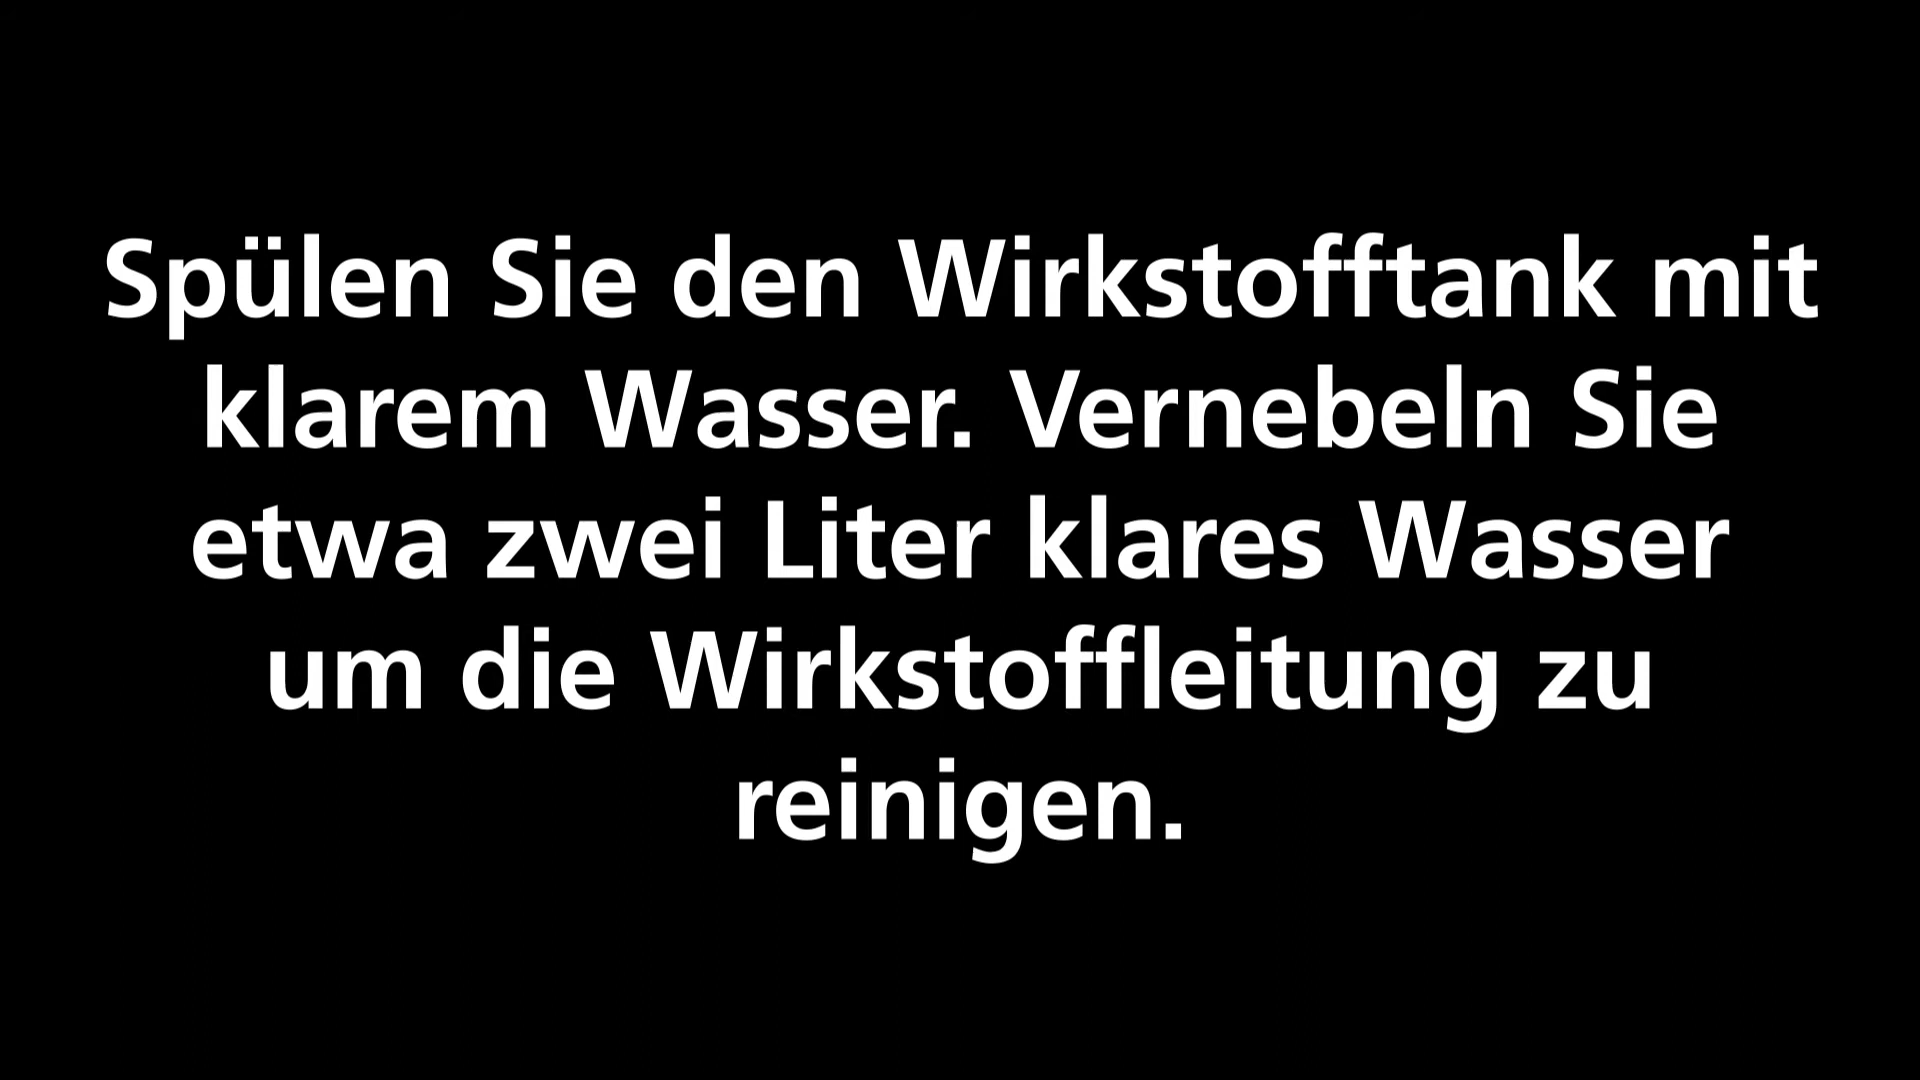 Spülen Sie den Wirkstofftank mit
klarem Wasser. Vernebeln Sie
etwa zwei Liter klares Wasser
um die Wirkstoffleitung zu
reinigen.